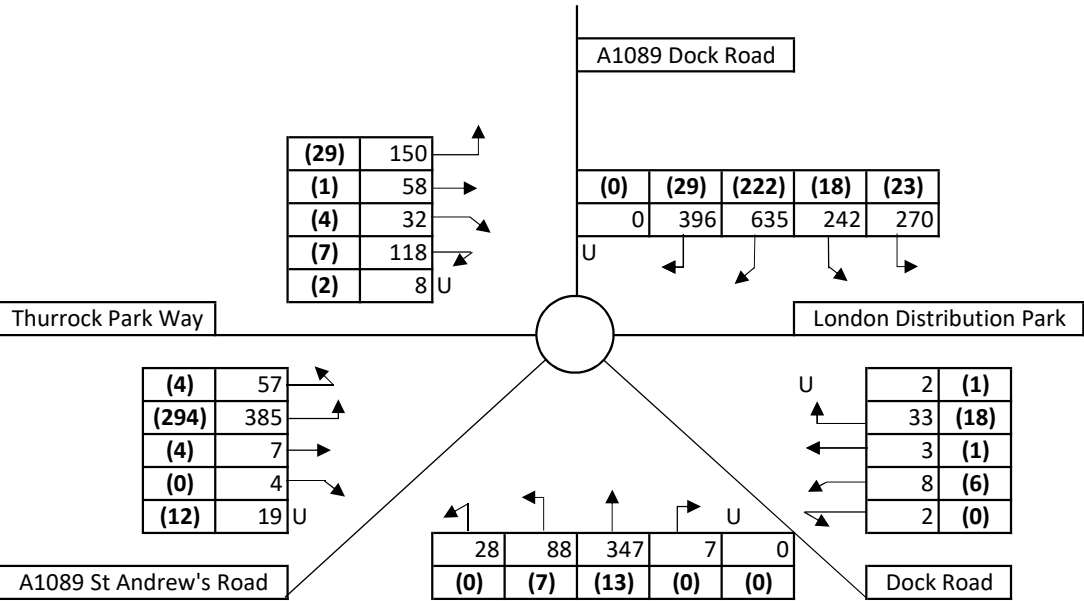 A1089 Dock Road
(29) 150
(1) 58
(4) 32
(7) 118
(2) 8 U
(0) (29) (222) (18) (23)
0 396 635 242 270
U
Thurrock Park Way
London Distribution Park
(4) 57
(294) 385
(4) 7
(0) 4
(12) 19 U
U 2 (1)
33 (18)
3 (1)
8 (6)
2 (0)
U
28 88 347 7 0
(0) (7) (13) (0) (0)
A1089 St Andrew's Road
Dock Road